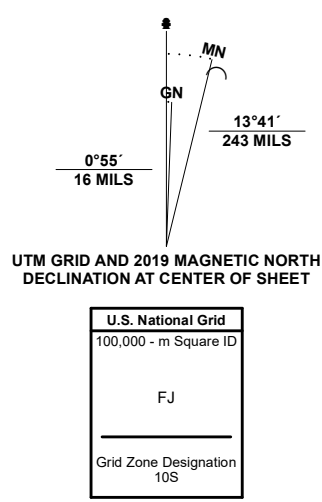 MN
GN
13°41´
243 MILS
0°55´
16 MILS
UTM GRID AND 2019 MAGNETIC NORTH
DECLINATION AT CENTER OF SHEET
U.S. National Grid
100,000 - m Square ID
FJ
Grid Zone Designation
10S